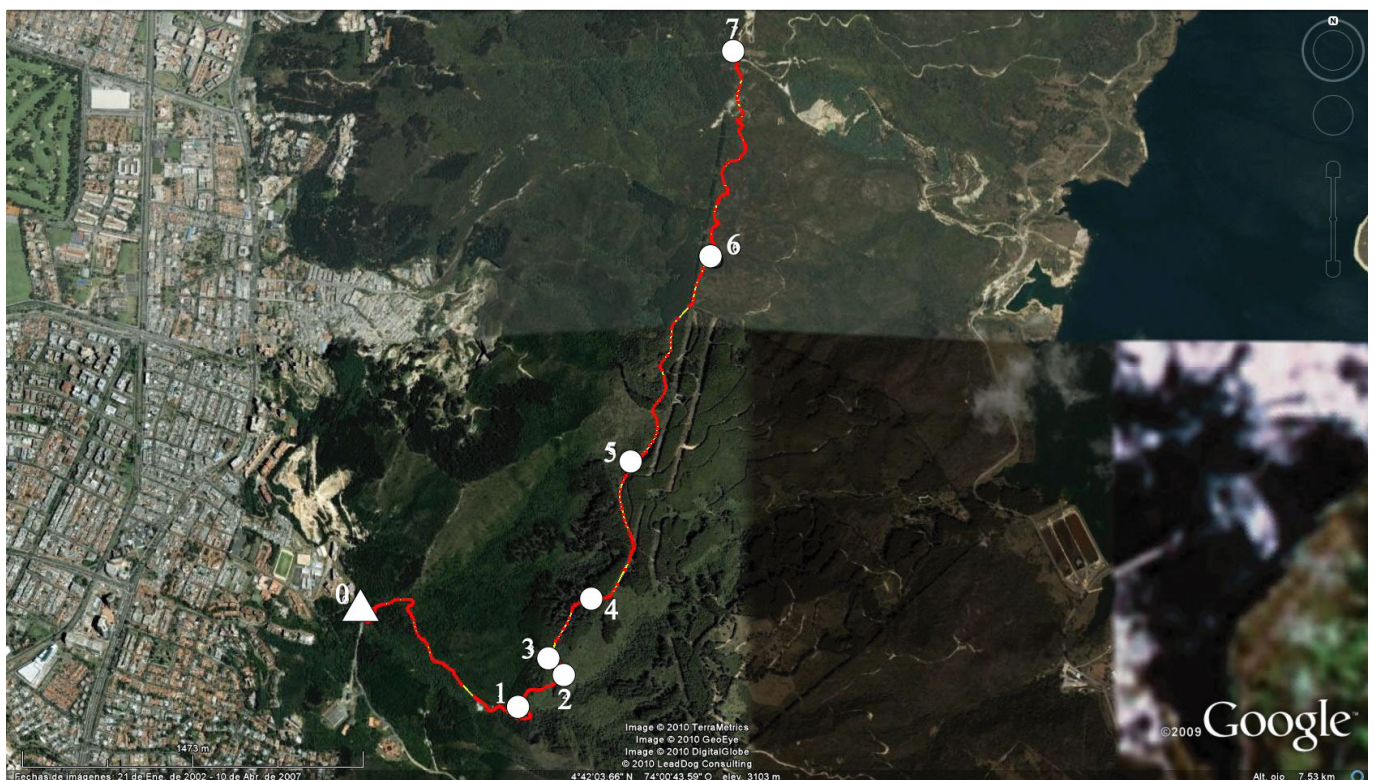 N
7
6
5
0
4
3
2
1
Image © 2010 TerraMetrics
Image © 2010 GeoEye
Image © 2010 DigitalGlobe
© 2010 LeadDog Consulting
©2009 Google™
1473 m
Fechas de imágenes: 21 de Ene. de 2002 - 10 de Abr. de 2007
4°42'03.66" N 74°00'43.59" O elev. 3103 m
Alt. ojo 7.53 km